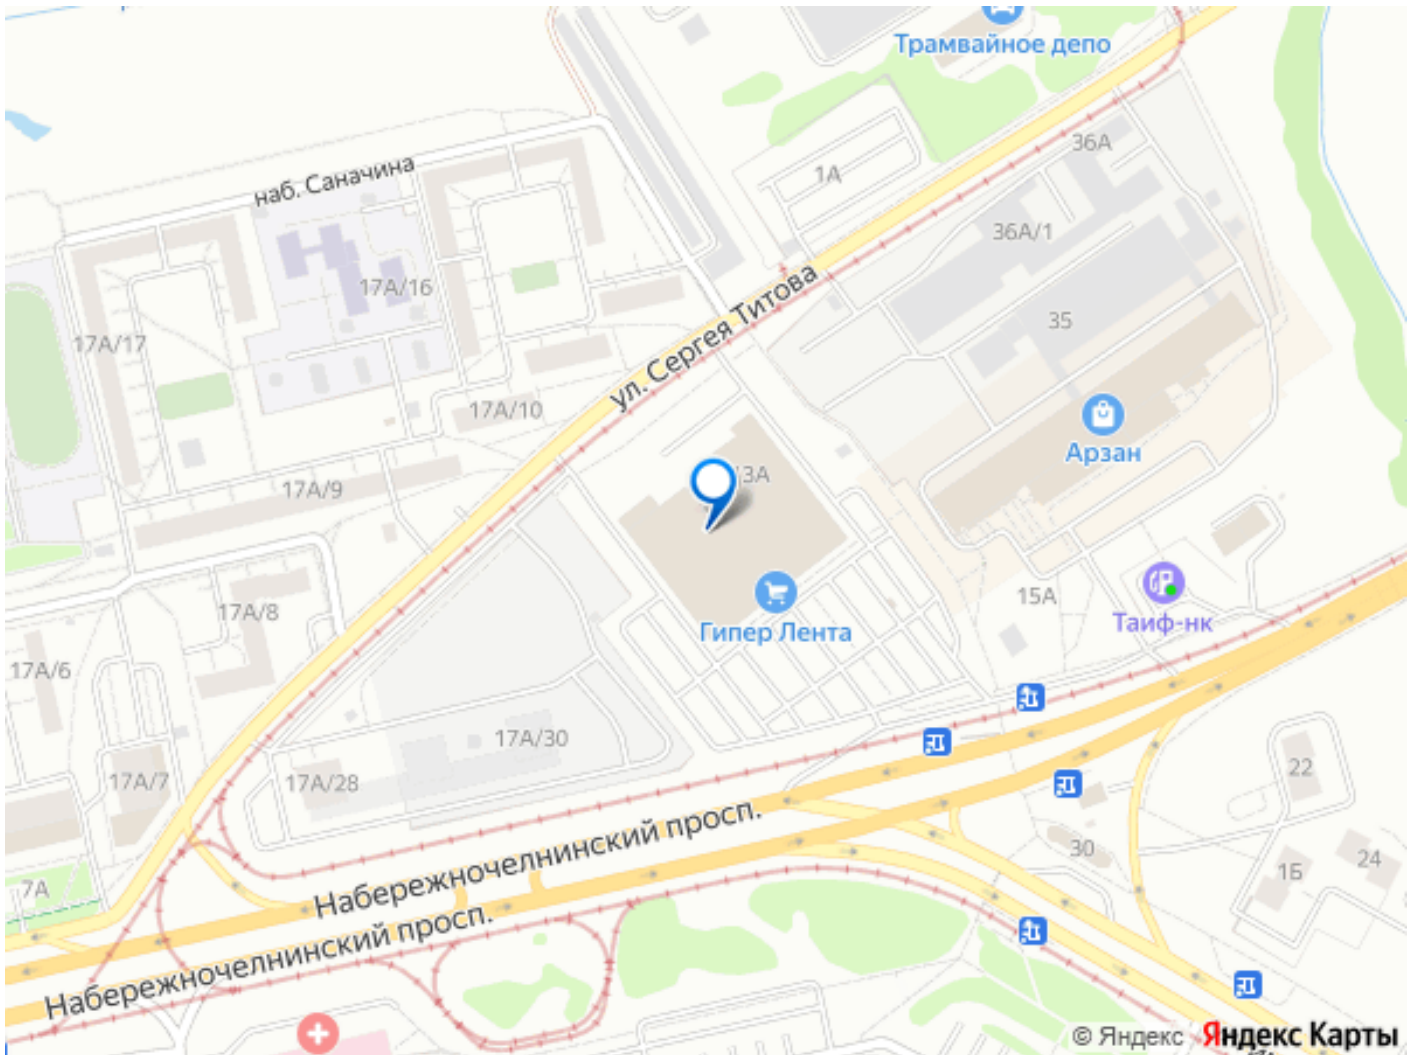 Трамвайное депо
36А
1А
наб. Саначина
36А/1
17А/16
ул. Сергея Титова
35
17А/17
17А/10
Арзан
13А
17А/9
15А
Таиф-нк
17А/8
Гипер Лента
17А/6
17А/30
22
17А/7
17А/28
Набережночелнинский просп.
30
24
1Б
7А
Набережночелнинский просп.
© Яндекс Яндекс Карты